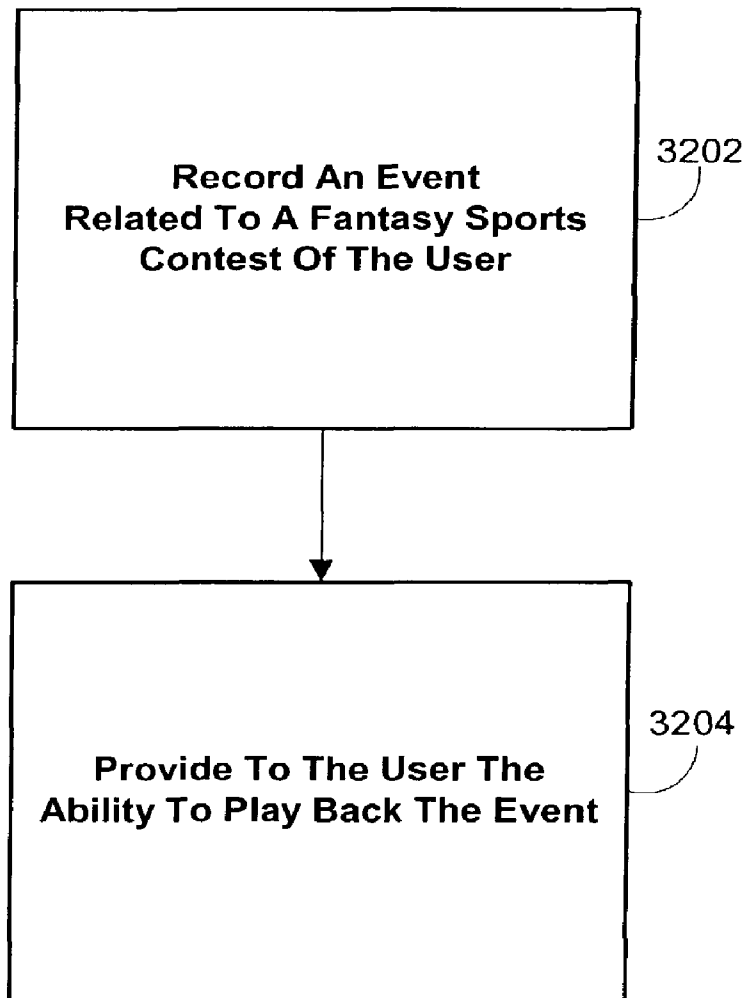 Record An Event
Related To A Fantasy Sports
Contest Of The User
3202
Provide To The User The
Ability To Play Back The Event
3204